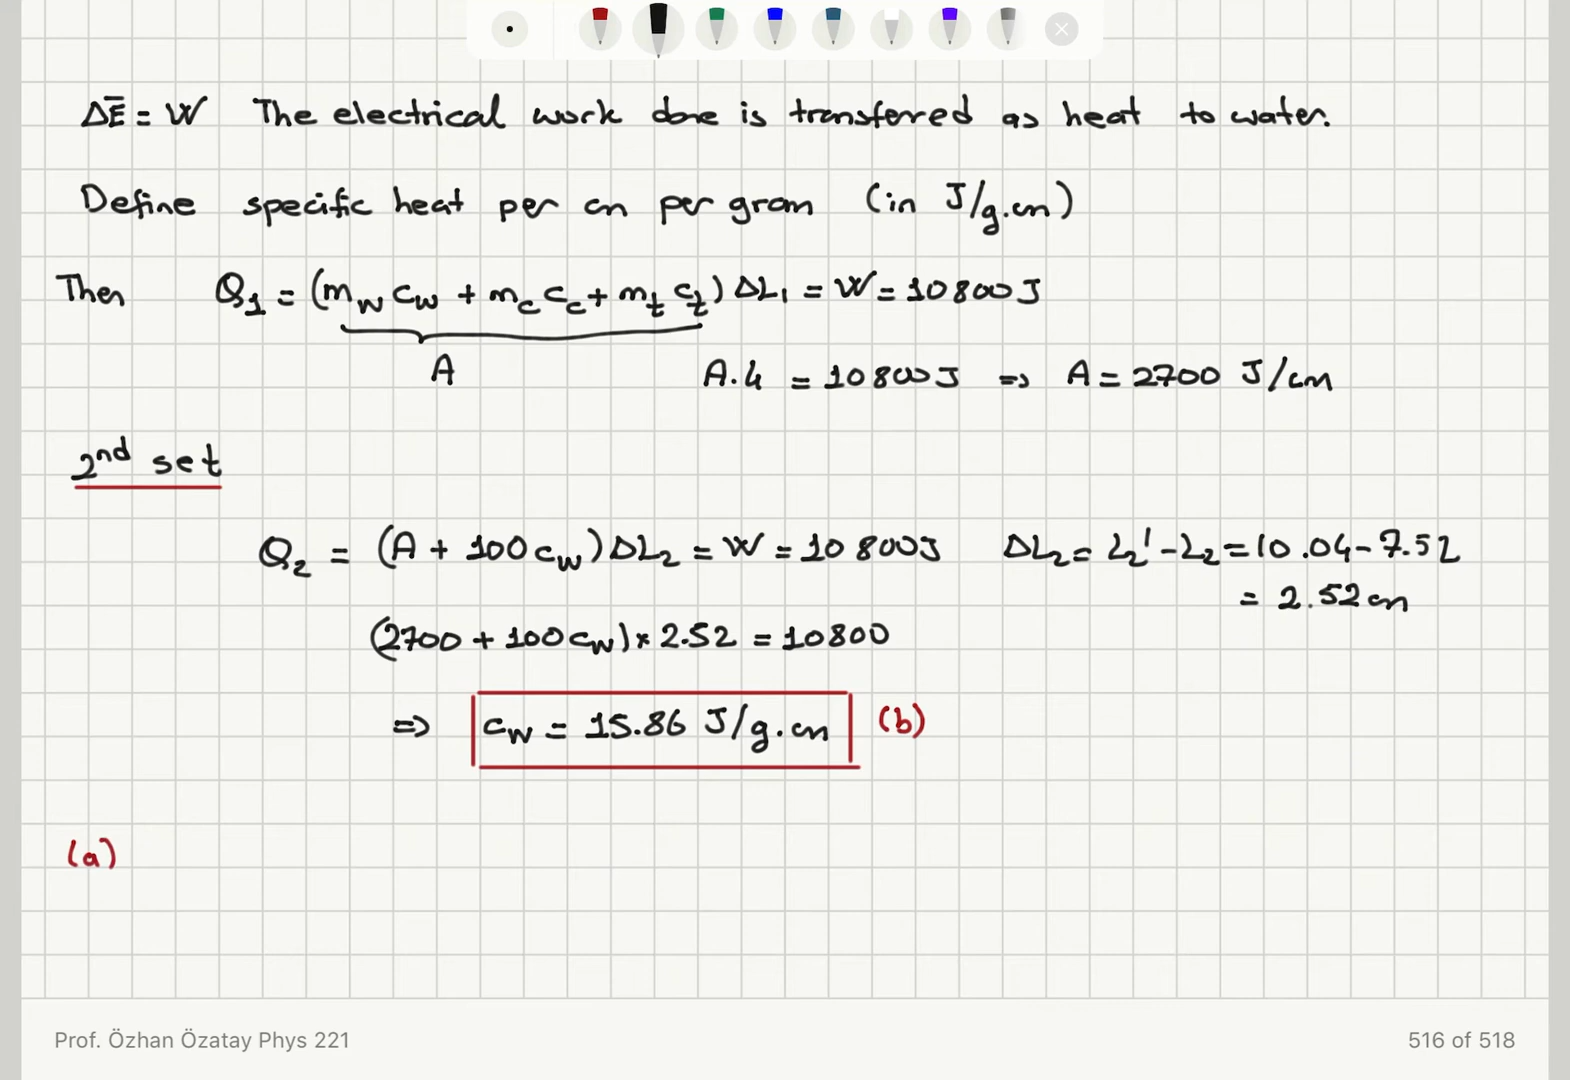 ΔĒ = W The electrical work done is transferred as heat to water.
Define specific heat per cm per gram (in J/g.cm)
Then Q₁ = (m_w c_w + m_c c_c + m_t c_t) ΔL₁ = W = 10800 J
A A.4 = 10800 J => A = 2700 J/cm
2nd set
Q₂ = (A + 100 c_w) ΔL₂ = W = 10800 J ΔL₂ = L₂' - L₂ = 10.04 - 7.52
= 2.52 cm
(2700 + 100 c_w) x 2.52 = 10800
=> c_w = 15.86 J/g.cm (b)
(a)
Prof. Özhan Özatay Phys 221 516 of 518